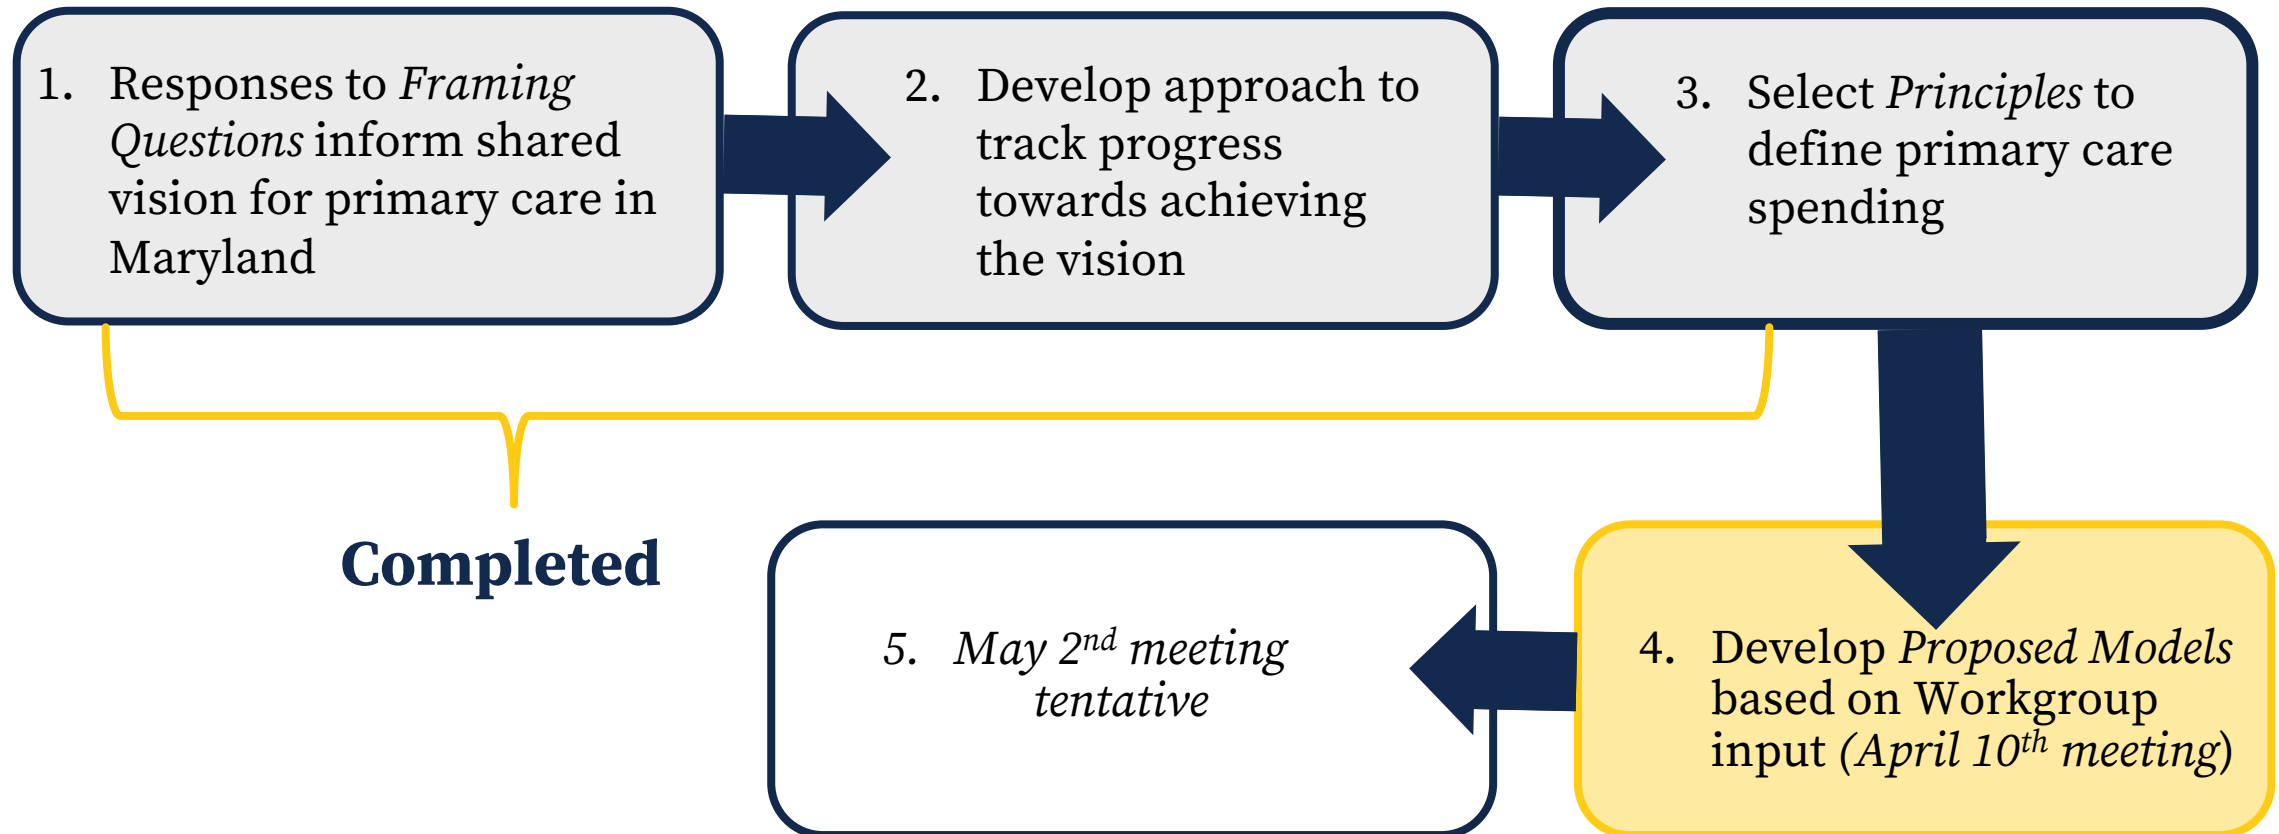 1. Responses to Framing
Questions inform shared
vision for primary care in
Maryland
2. Develop approach to
track progress
towards achieving
the vision
3. Select Principles to
define primary care
spending
Completed
4. Develop Proposed Models
based on Workgroup
input (April 10th meeting)
5. May 2nd meeting
tentative